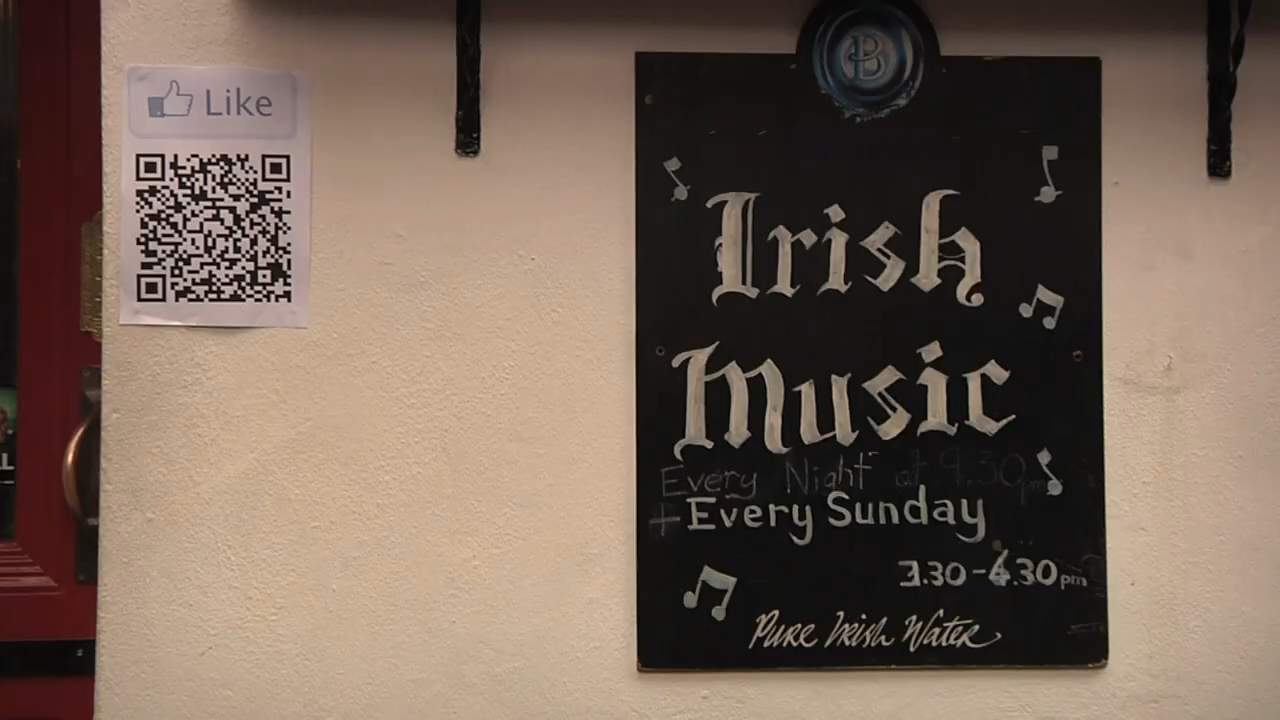 Like
B
Irish
Music
Every Night at 9.30pm
+Every Sunday
3.30-6.30pm
Pure Irish Water